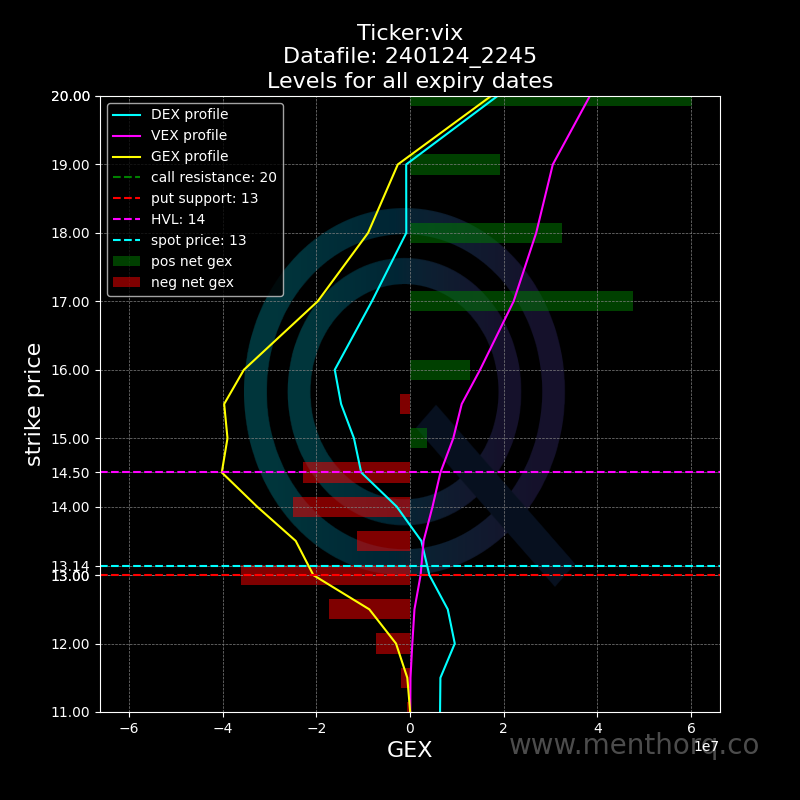 Ticker:vix
Datafile: 240124_2245
Levels for all expiry dates
DEX profile
VEX profile
GEX profile
call resistance: 20
put support: 13
HVL: 14
spot price: 13
pos net gex
neg net gex
strike price
20.00
19.00
18.00
17.00
16.00
15.00
14.50
14.00
13.14
13.00
12.00
11.00
−6
−4
−2
0
2
4
6
1e7
GEX
www.menthorq.co